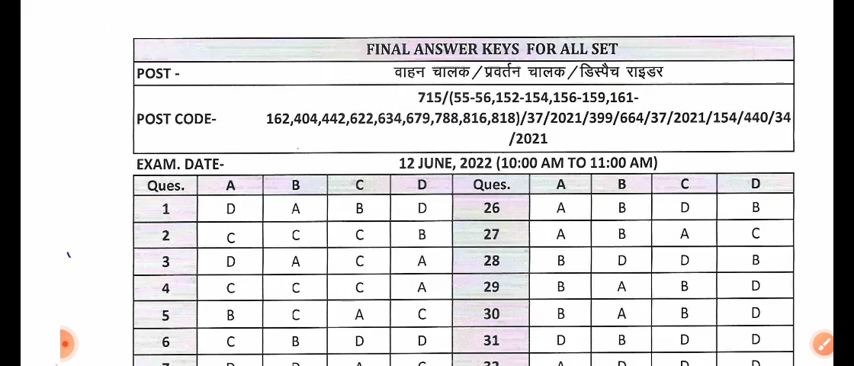 FINAL ANSWER KEYS FOR ALL SET
POST - वाहन चालक/प्रवर्तन चालक/डिस्पैच राइडर
715/(55-56,152-154,156-159,161-
POST CODE- 162,404,442,622,634,679,788,816,818)/37/2021/399/664/37/2021/154/440/34
/2021
EXAM. DATE- 12 JUNE, 2022 (10:00 AM TO 11:00 AM)
Ques. A B C D Ques. A B C D
1 D A B D 26 A B D B
2 C C C B 27 A B A C
3 D A C A 28 B D D B
4 C C C A 29 B A B D
5 B C A C 30 B A B D
6 C B D D 31 D B D D